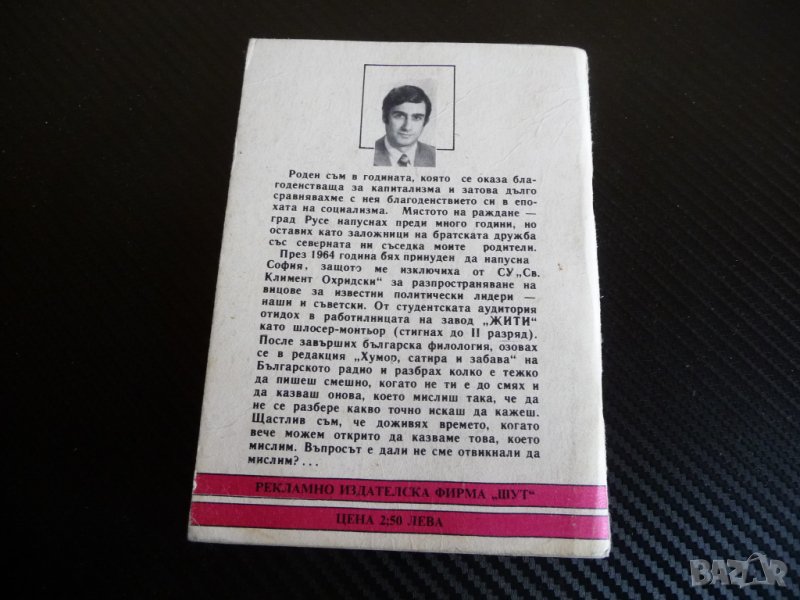 Роден съм в годината, която се оказа бла-
годенстваща за капитализма и затова дълго
сравнявахме с нея благоденствието си в епо-
хата на социализма. Мястото на раждане —
град Русе напуснах преди много години, но
оставих като заложници на братската дружба
със северната ни съседка моите родители.
През 1964 година бях принуден да напусна
София, защото ме изключиха от СУ„Св.
Климент Охридски“ за разпространяване на
вицове за известни политически лидери —
наши и съветски. От студентската аудитория
отидох в работилницата на завод „ЖИТИ“
като шлосер-монтьор (стигнах до II разряд).
После завърших българска филология, озовах
се в редакция „Хумор, сатира и забава“ на
Българското радио и разбрах колко е тежко
да пишеш смешно, когато не ти е до смях и
да казваш онова, което мислиш така, че да
не се разбере какво точно искаш да кажеш.
Щастлив съм, че доживях времето, когато
вече можем открито да казваме това, което
мислим. Въпросът е дали не сме отвикнали да
мислим?...
РЕКЛАМНО ИЗДАТЕЛСКА ФИРМА „ШУТ“
ЦЕНА 2;50 ЛЕВА
BAZAR